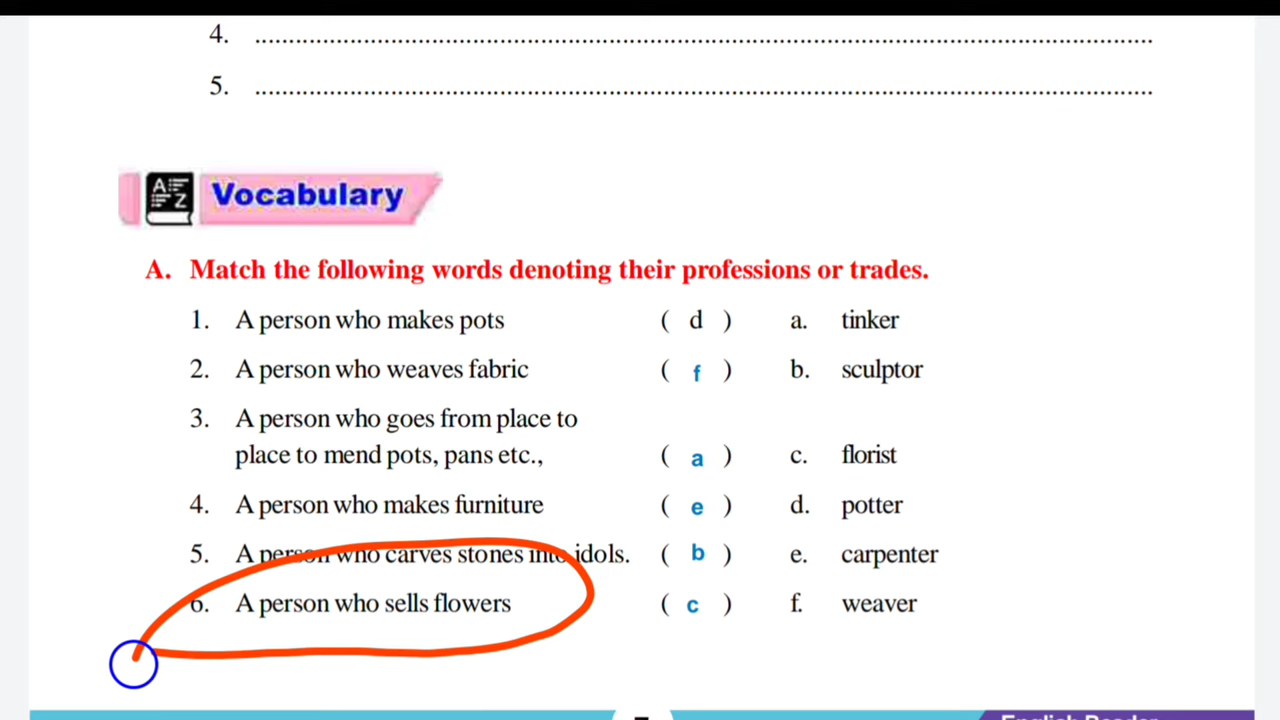 4. ........................................................................................................................................
5. ........................................................................................................................................
A Z
Vocabulary
A. Match the following words denoting their professions or trades.
1. A person who makes pots ( d ) a. tinker
2. A person who weaves fabric ( f ) b. sculptor
3. A person who goes from place to
place to mend pots, pans etc., ( a ) c. florist
4. A person who makes furniture ( e ) d. potter
5. A person who carves stones into idols. ( b ) e. carpenter
6. A person who sells flowers ( c ) f. weaver
English Reader